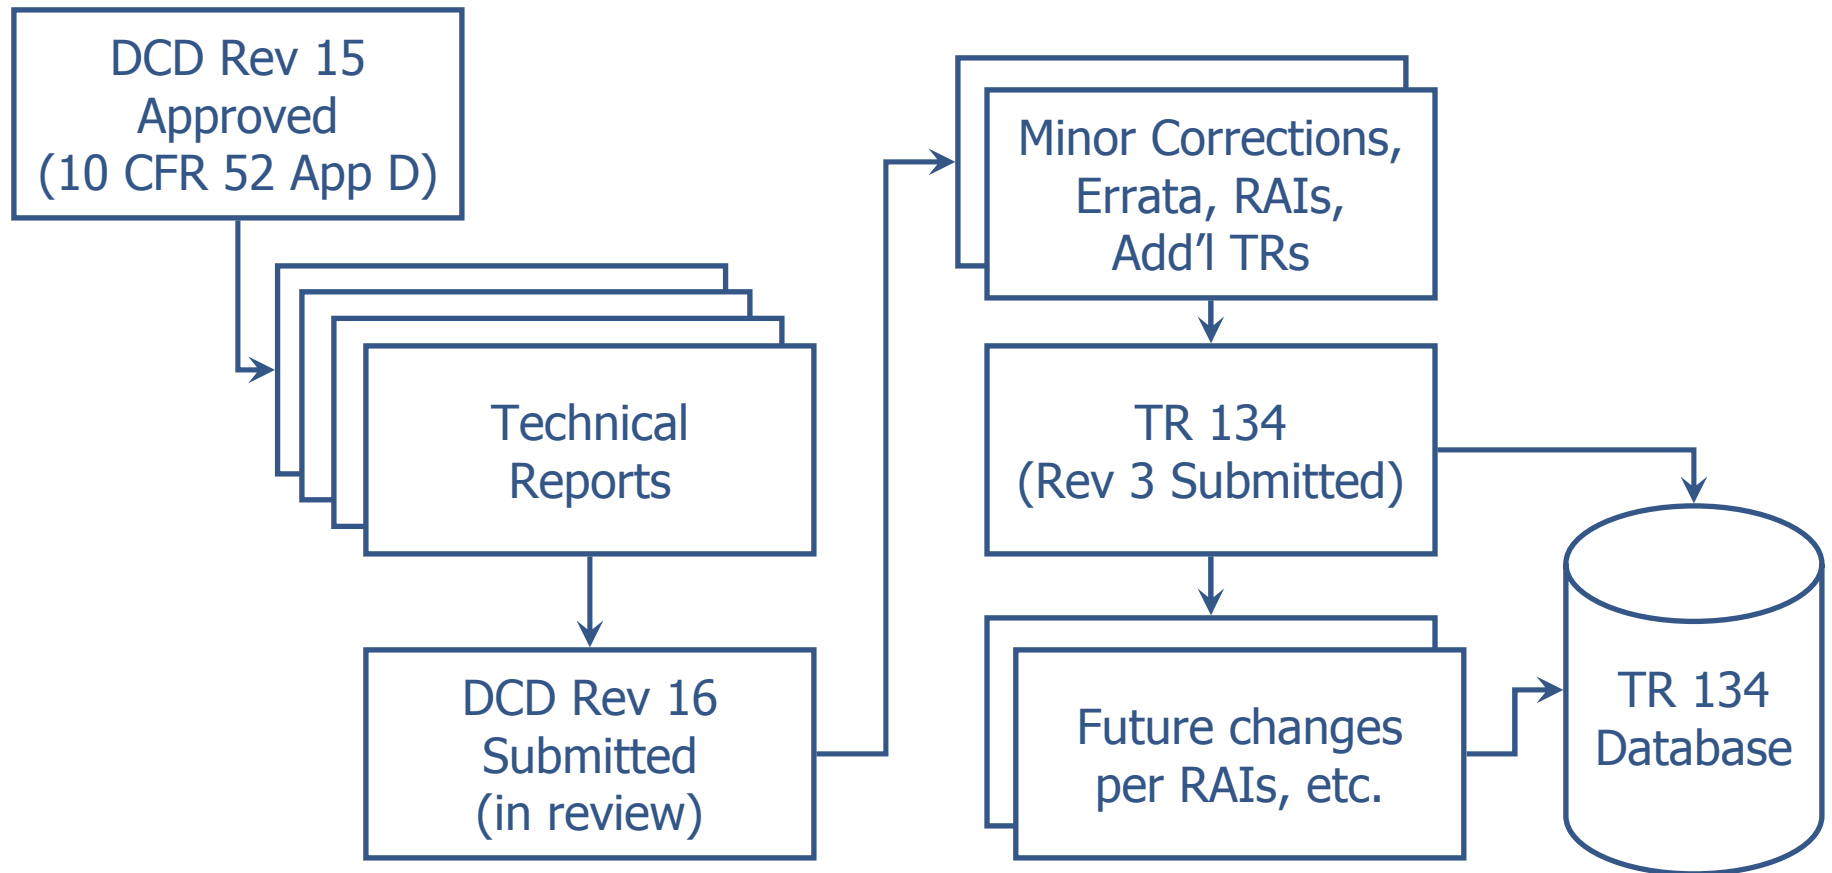 DCD Rev 15
Approved
(10 CFR 52 App D)
Technical
Reports
DCD Rev 16
Submitted
(in review)
Minor Corrections,
Errata, RAIs,
Add’l TRs
TR 134
(Rev 3 Submitted)
Future changes
per RAIs, etc.
TR 134
Database